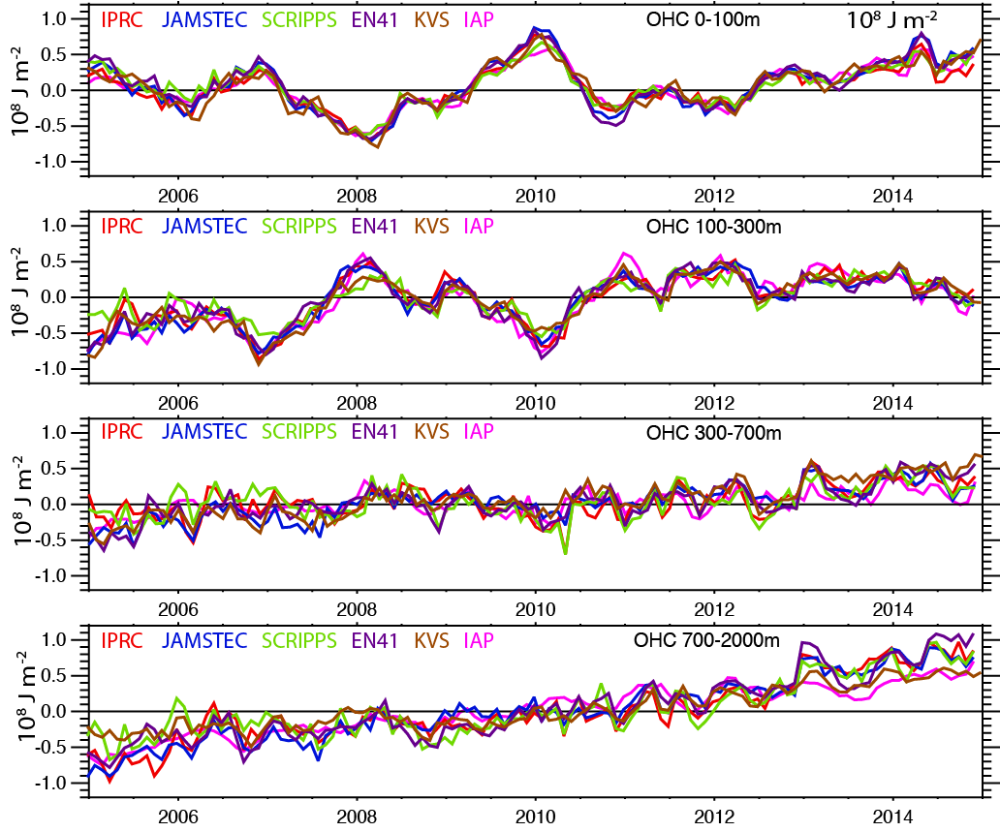 IPRC JAMSTEC SCRIPPS EN41 KVS IAP OHC 0-100m 10⁸ J m⁻²
10⁸ J m⁻²
1.0
0.5
0.0
-0.5
-1.0
2006 2008 2010 2012 2014
IPRC JAMSTEC SCRIPPS EN41 KVS IAP OHC 100-300m
10⁸ J m⁻²
1.0
0.5
0.0
-0.5
-1.0
2006 2008 2010 2012 2014
IPRC JAMSTEC SCRIPPS EN41 KVS IAP OHC 300-700m
10⁸ J m⁻²
1.0
0.5
0.0
-0.5
-1.0
2006 2008 2010 2012 2014
IPRC JAMSTEC SCRIPPS EN41 KVS IAP OHC 700-2000m
10⁸ J m⁻²
1.0
0.5
0.0
-0.5
-1.0
2006 2008 2010 2012 2014